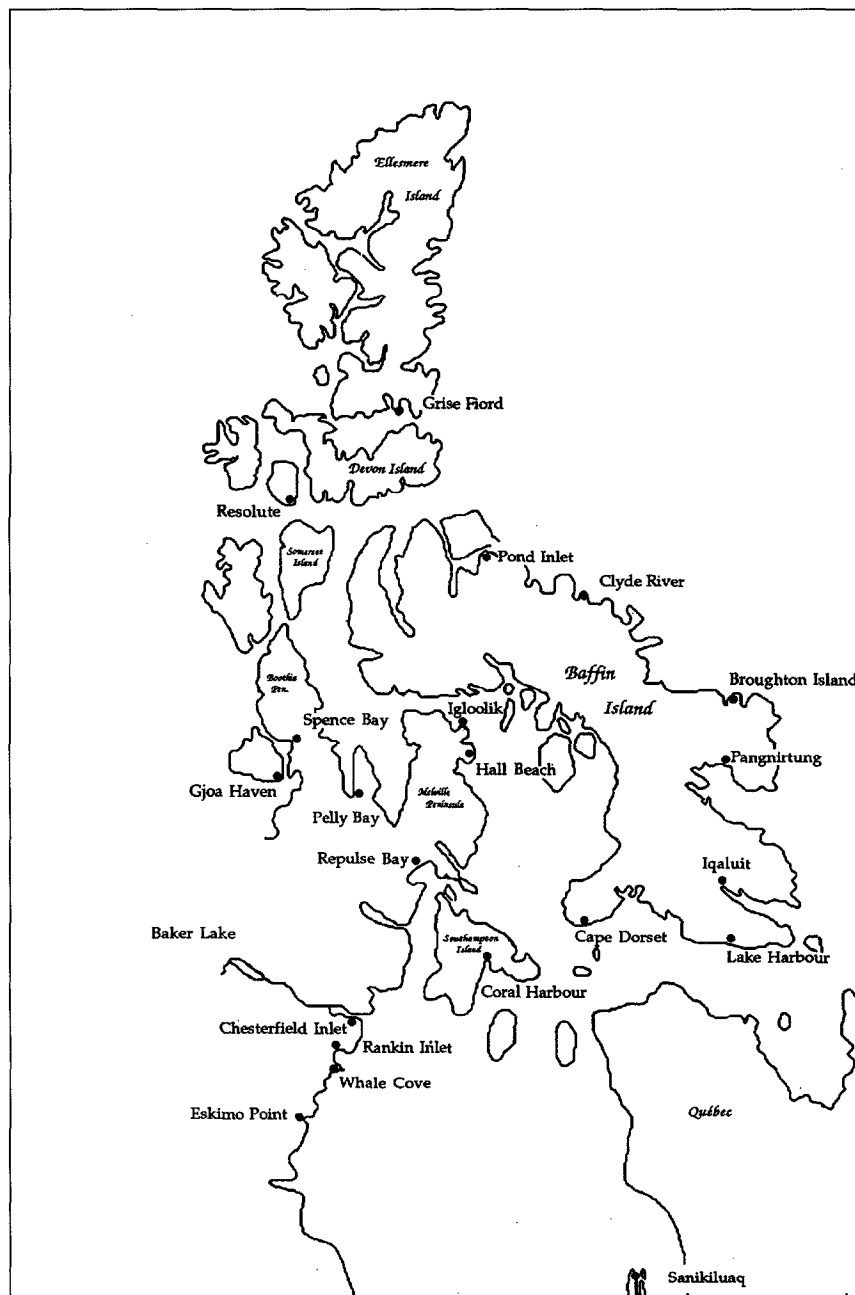 Ellesmere
Island
Grise Fiord
Devon Island
Resolute
Somerset
Island
Pond Inlet
Clyde River
Baffin
Island
Boothia
Pen.
Broughton Island
Igloolik
Spence Bay
Hall Beach
Pangnirtung
Gjoa Haven
Melville
Peninsula
Pelly Bay
Repulse Bay
Iqaluit
Baker Lake
Southampton
Island
Cape Dorset
Lake Harbour
Coral Harbour
Chesterfield Inlet
Rankin Inlet
Whale Cove
Eskimo Point
Québec
Sanikiluaq